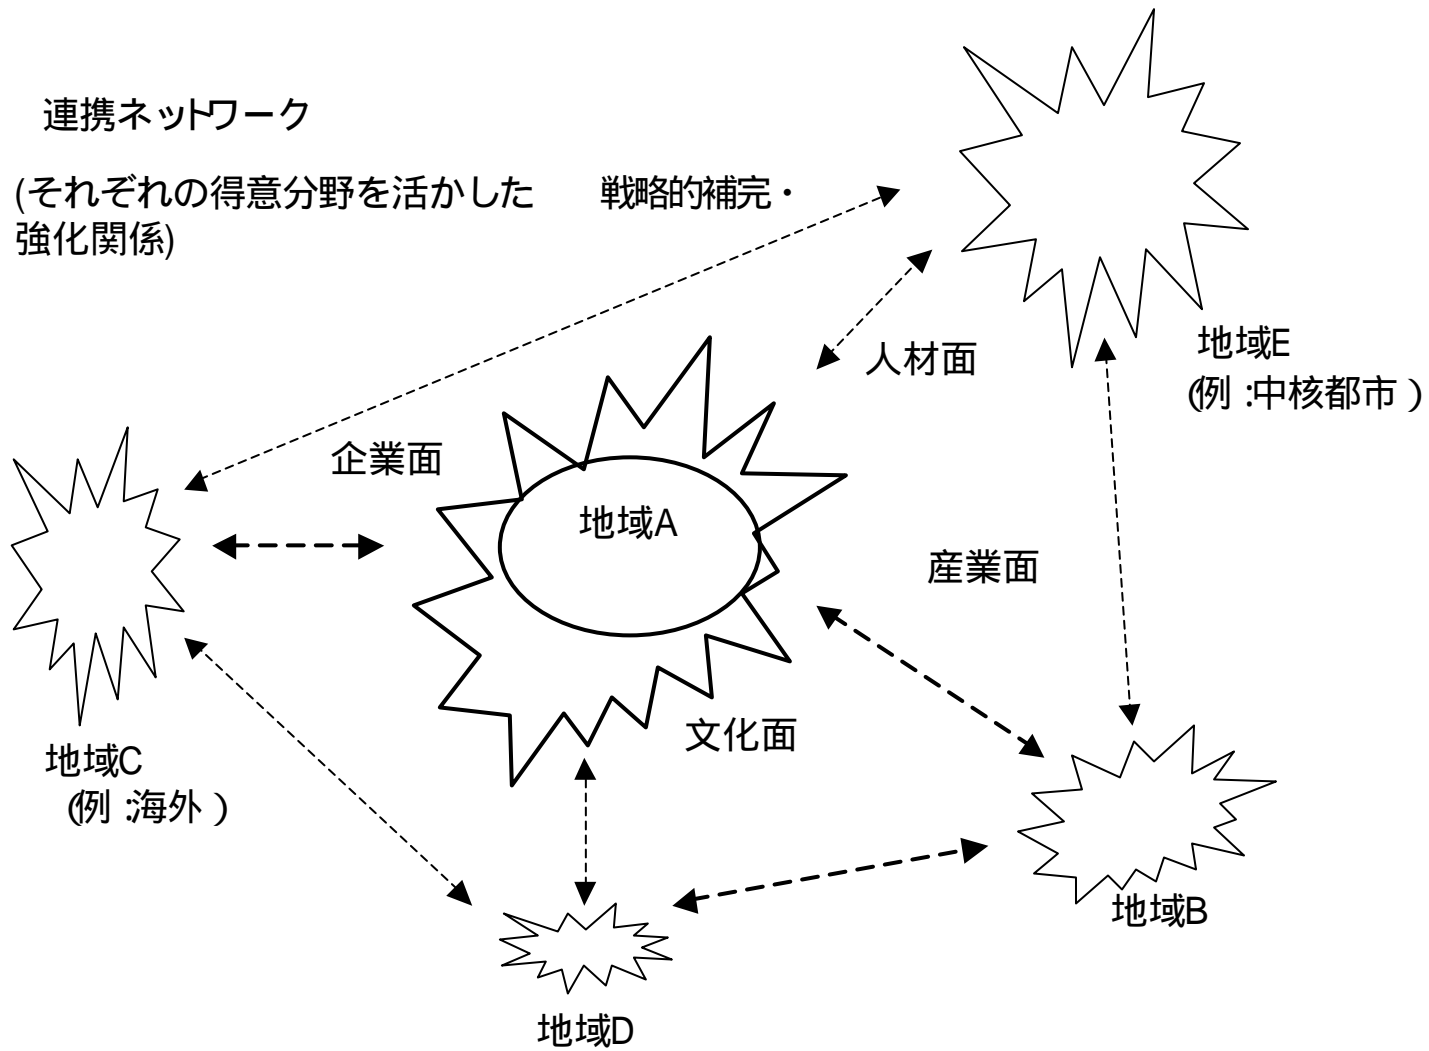 連携ネットワーク
(それぞれの得意分野を活かした　戦略的補完・
強化関係)
人材面
地域E
(例:中核都市)
企業面
地域A
産業面
文化面
地域C
(例:海外)
地域B
地域D